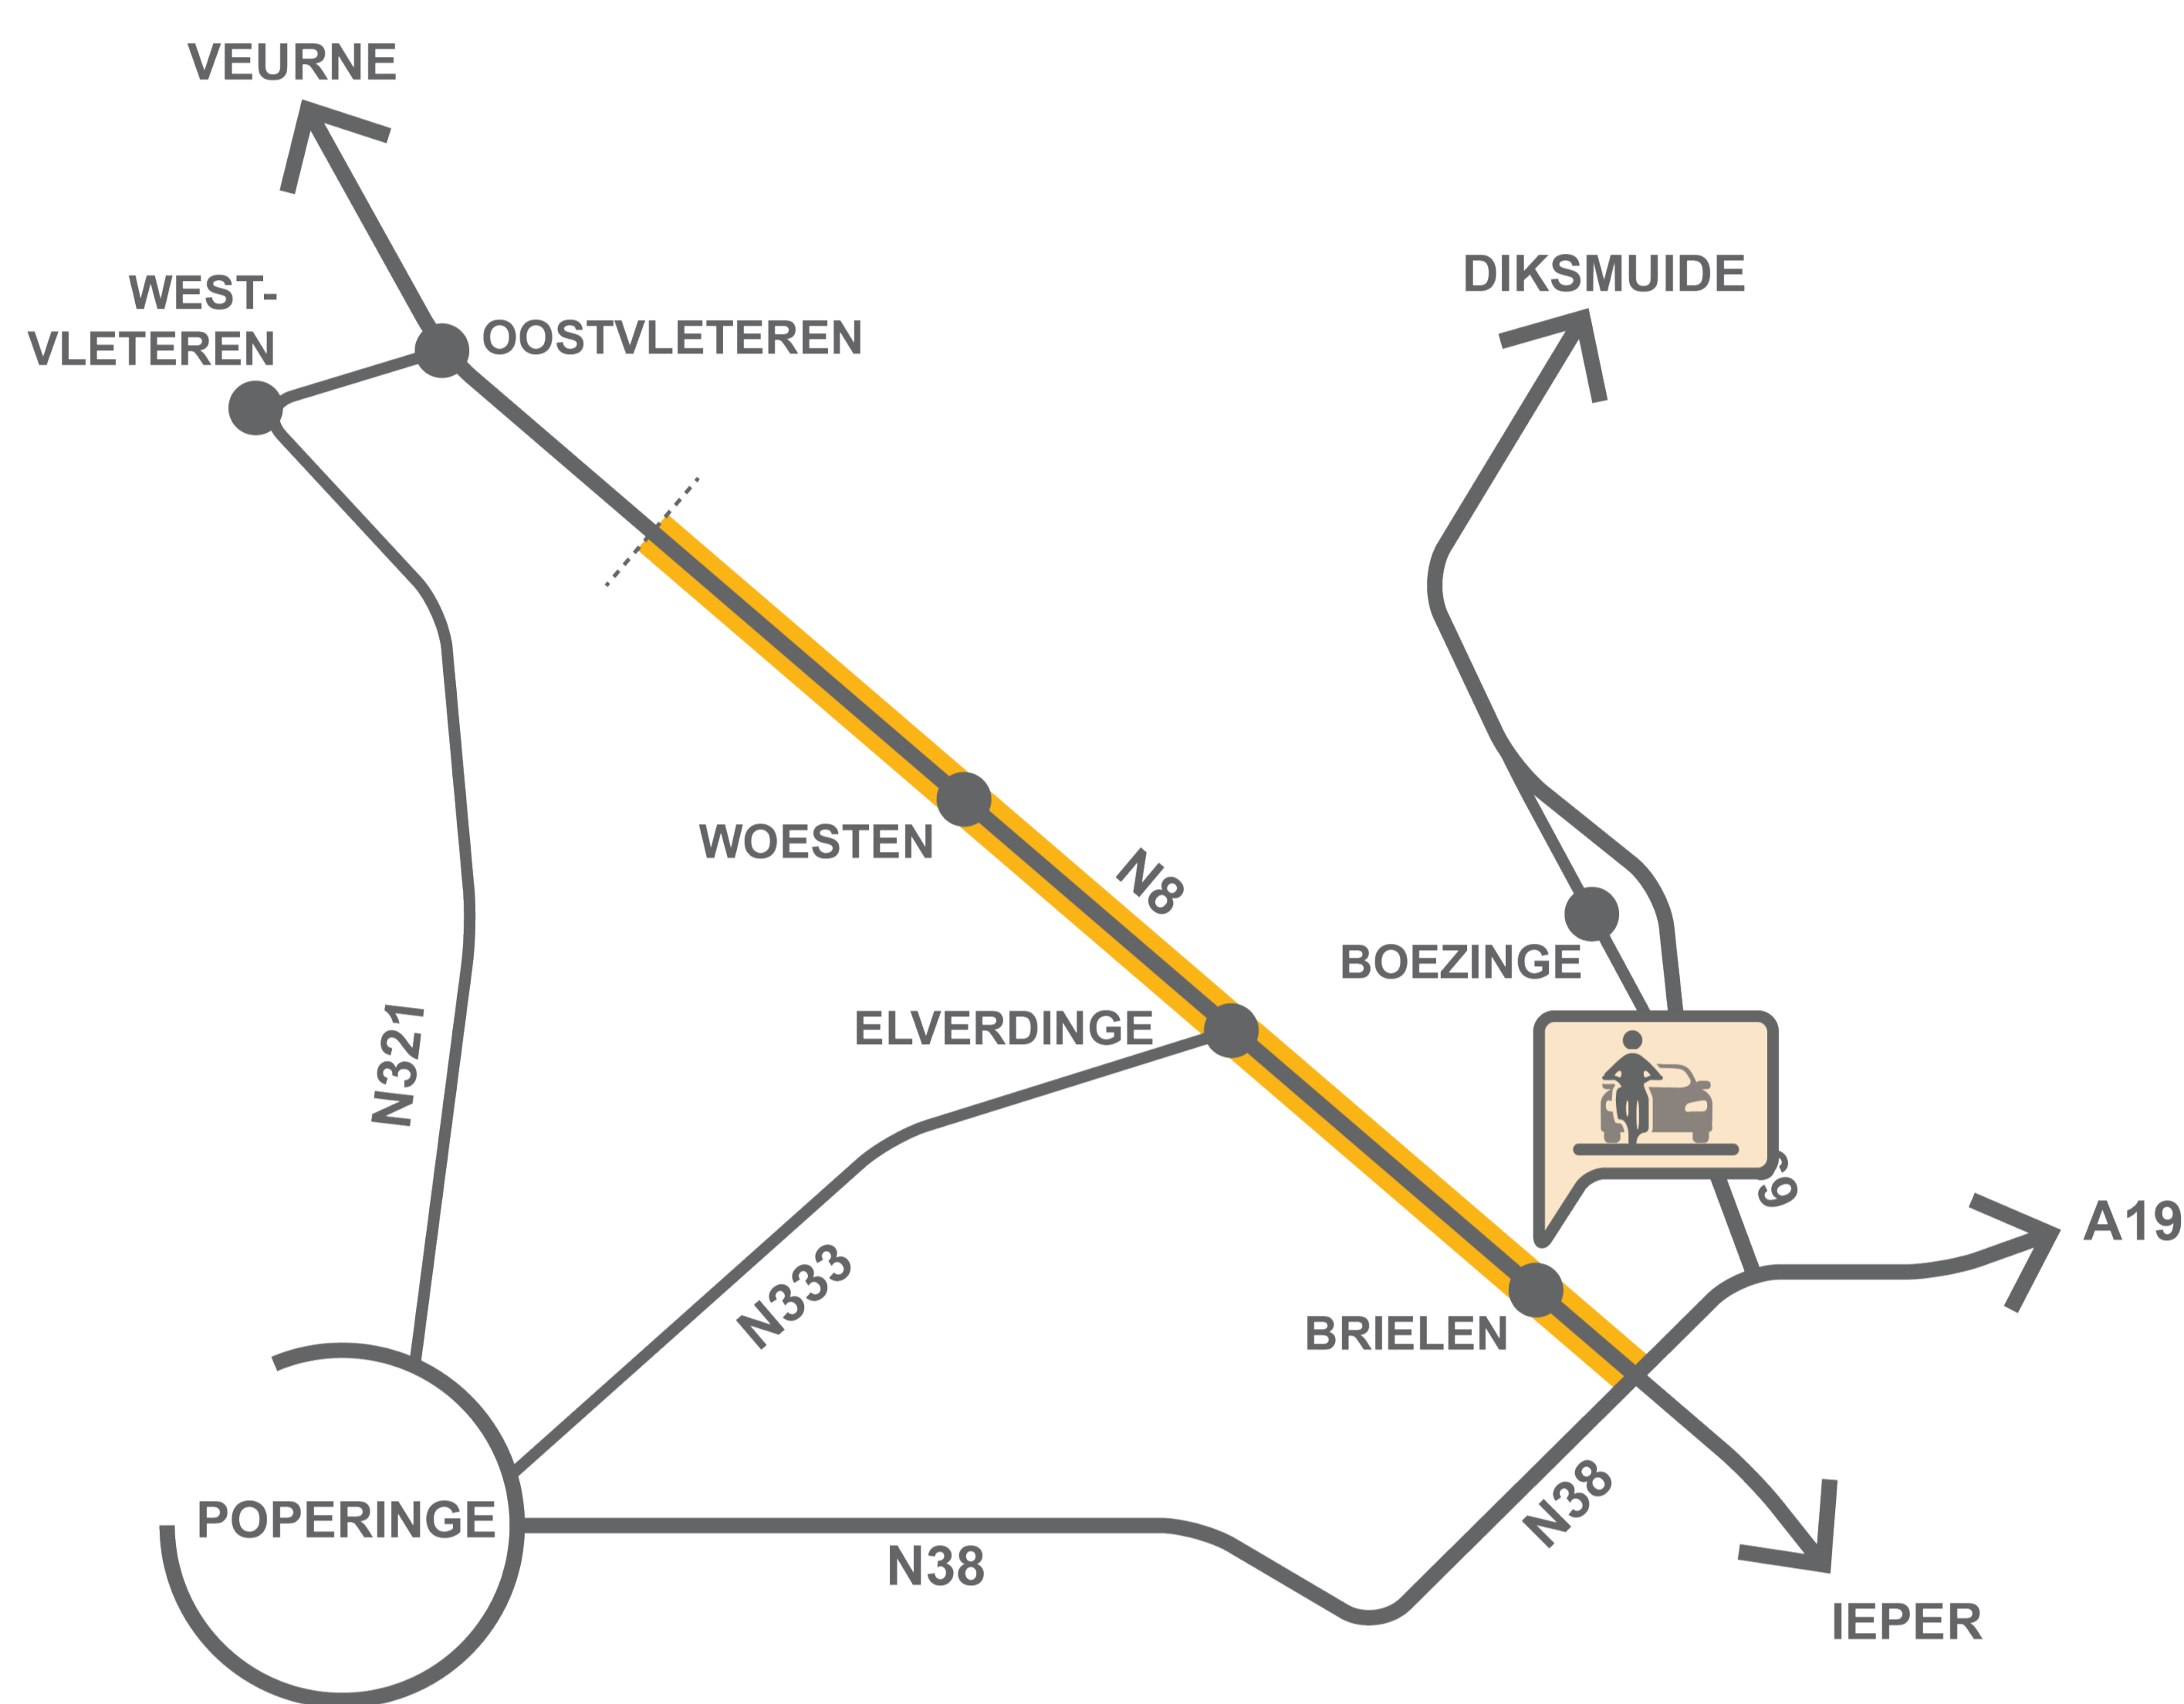 VEURNE
DIKSMUIDE
WEST-
VLETEREN
OOSTVLETEREN
WOESTEN
N8
BOEZINGE
ELVERDINGE
N321
A19
N333
BRIELEN
N38
POPERINGE
N38
IEPER